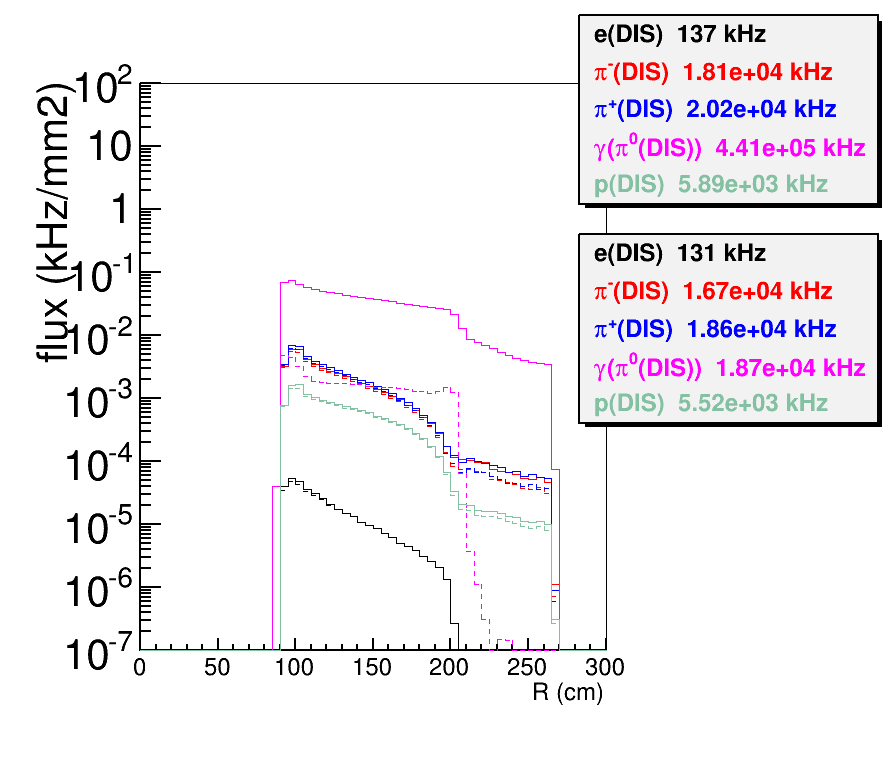 e(DIS) 137 kHz
π⁻(DIS) 1.81e+04 kHz
π⁺(DIS) 2.02e+04 kHz
γ(π⁰(DIS)) 4.41e+05 kHz
p(DIS) 5.89e+03 kHz
e(DIS) 131 kHz
π⁻(DIS) 1.67e+04 kHz
π⁺(DIS) 1.86e+04 kHz
γ(π⁰(DIS)) 1.87e+04 kHz
p(DIS) 5.52e+03 kHz
flux (kHz/mm2)
10²
10
1
10⁻¹
10⁻²
10⁻³
10⁻⁴
10⁻⁵
10⁻⁶
10⁻⁷
0 50 100 150 200 250 300
R (cm)